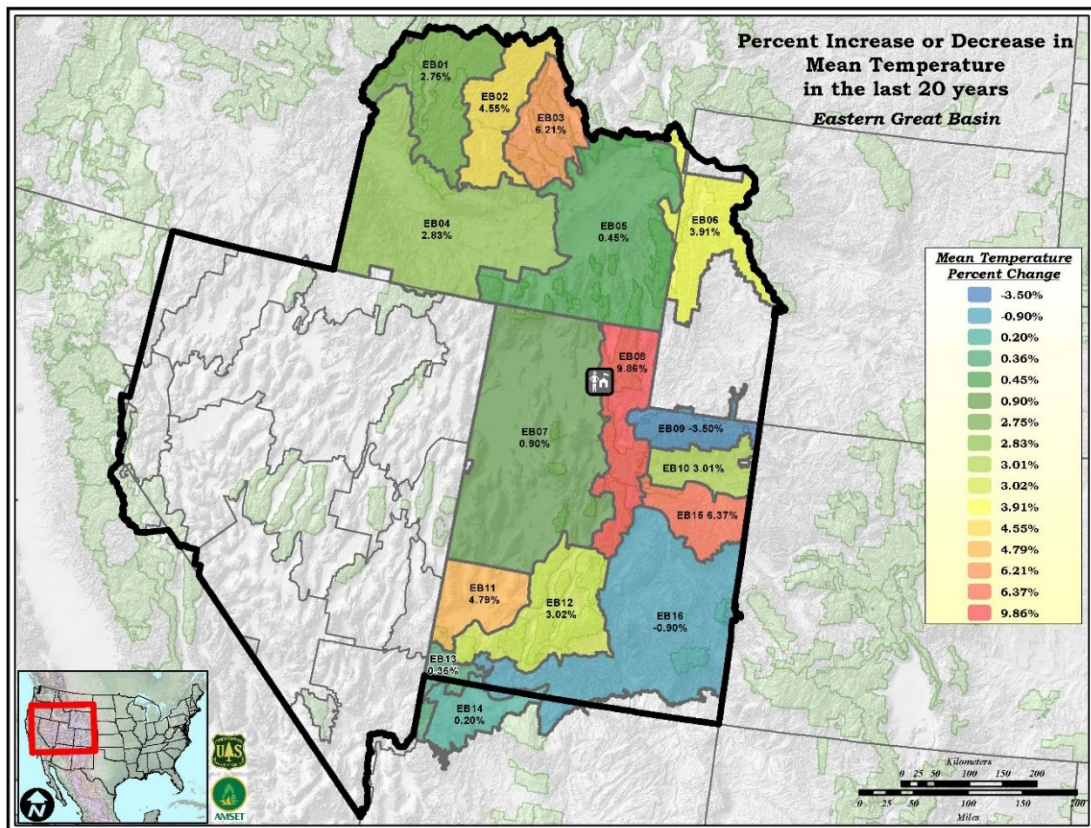 Percent Increase or Decrease in
Mean Temperature
in the last 20 years
Eastern Great Basin
EB01
2.75%
EB02
4.55%
EB03
6.21%
EB04
2.83%
EB05
0.45%
EB06
3.91%
EB08
9.86%
EB07
0.90%
EB09 -3.50%
EB10 3.01%
EB15 6.37%
EB11
4.79%
EB12
3.02%
EB16
-0.90%
EB13
0.36%
EB14
0.20%
Mean Temperature
Percent Change
-3.50%
-0.90%
0.20%
0.36%
0.45%
0.90%
2.75%
2.83%
3.01%
3.02%
3.91%
4.55%
4.79%
6.21%
6.37%
9.86%
N
U S
AMSET
Kilometers
0 25 50 100 150 200
0 25 50 100 150 200
Miles